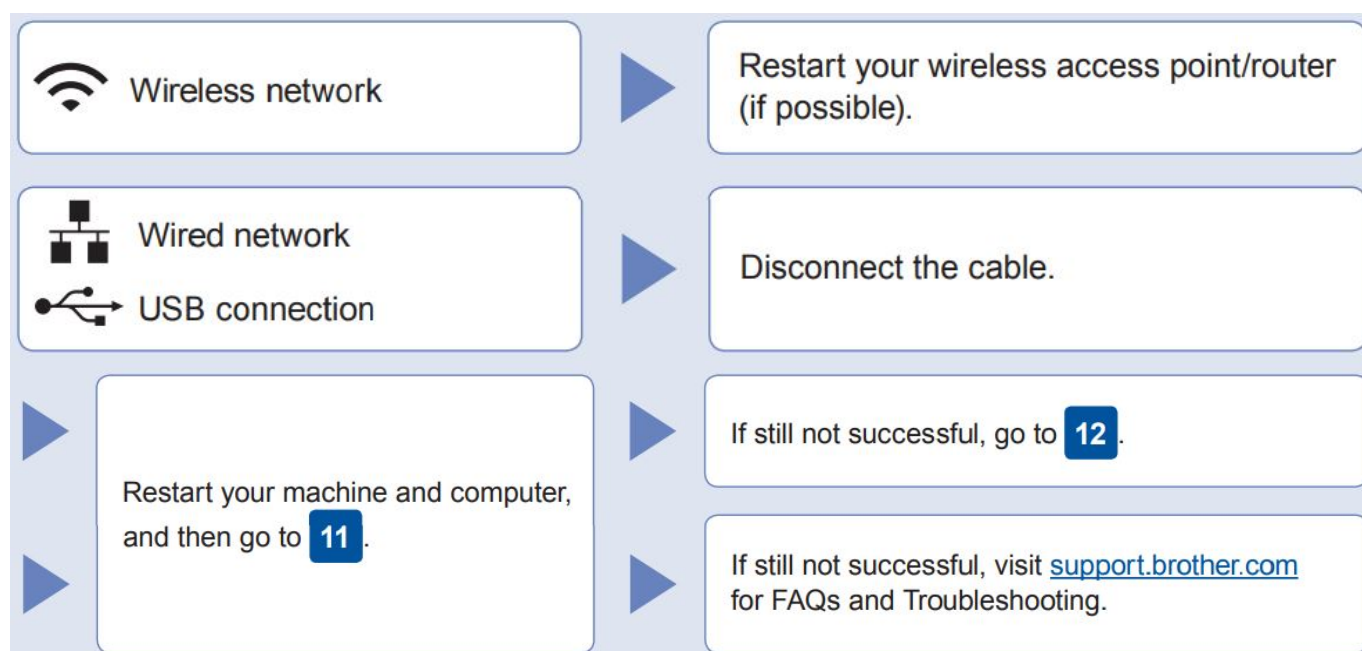 Wireless network
Restart your wireless access point/router
(if possible).
Wired network
USB connection
Disconnect the cable.
Restart your machine and computer,
and then go to 11.
If still not successful, go to 12.
If still not successful, visit support.brother.com
for FAQs and Troubleshooting.